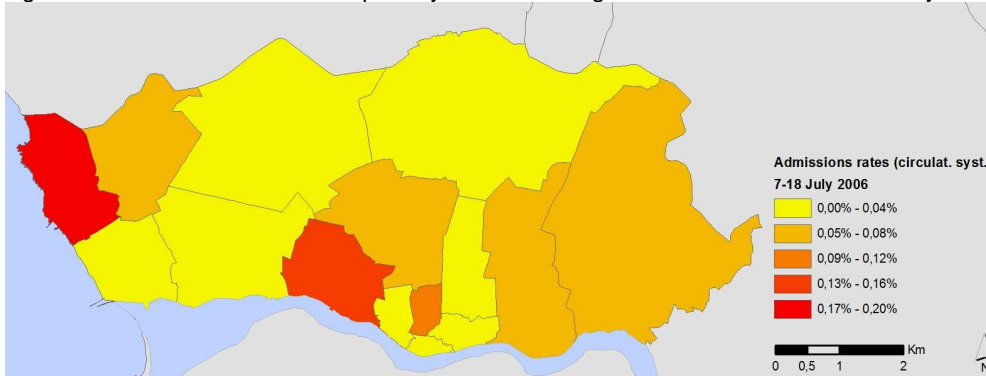 Admissions rates (circulat. syst.
7-18 July 2006
0,00% - 0,04%
0,05% - 0,08%
0,09% - 0,12%
0,13% - 0,16%
0,17% - 0,20%
Km
0 0,5 1 2
N